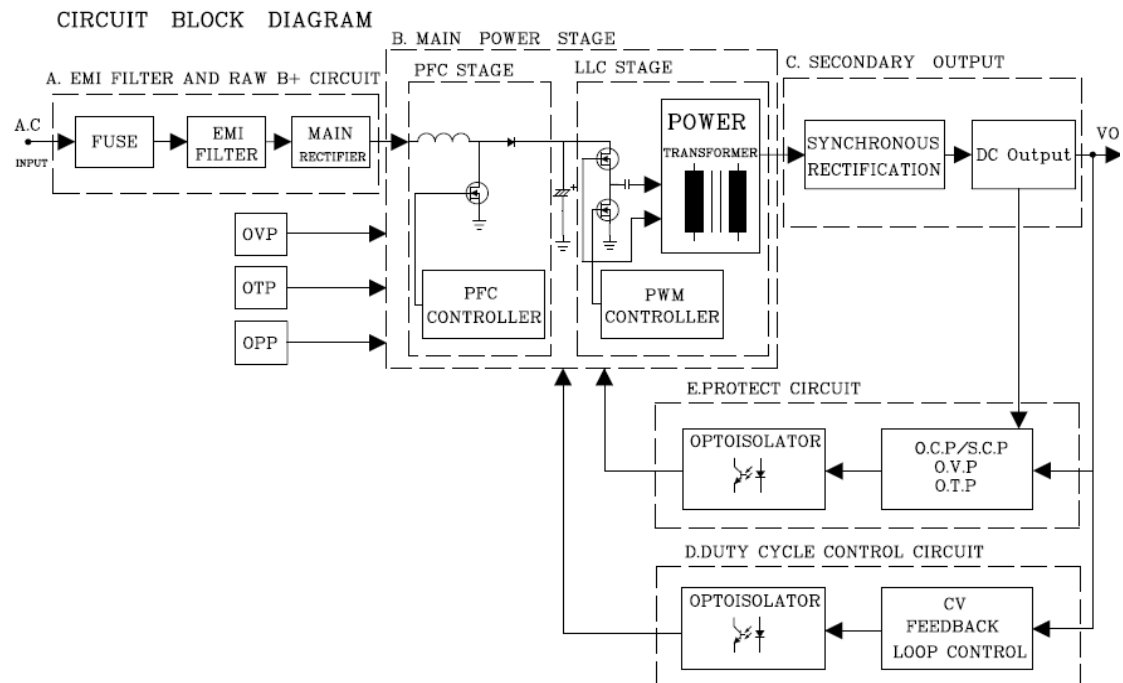 CIRCUIT BLOCK DIAGRAM
B. MAIN POWER STAGE
A. EMI FILTER AND RAW B+ CIRCUIT
PFC STAGE
LLC STAGE
C. SECONDARY OUTPUT
A.C
INPUT
FUSE
EMI
FILTER
MAIN
RECTIFIER
POWER
TRANSFORMER
SYNCHRONOUS
RECTIFICATION
DC Output
VO
+
OVP
OTP
OPP
PFC
CONTROLLER
PWM
CONTROLLER
E.PROTECT CIRCUIT
OPTOISOLATOR
O.C.P/S.C.P
O.V.P
O.T.P
D.DUTY CYCLE CONTROL CIRCUIT
OPTOISOLATOR
CV
FEEDBACK
LOOP CONTROL